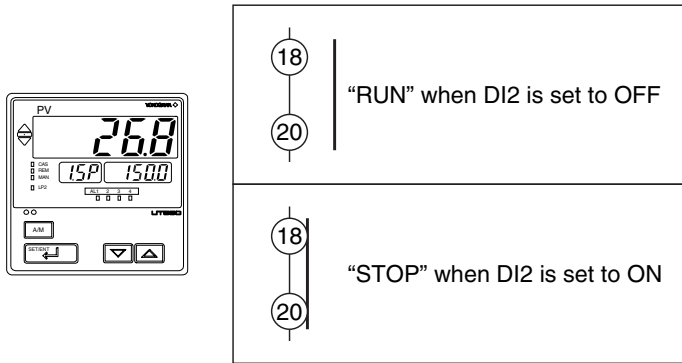 PV
YOKOGAWA
26.8
CAS
REM
MAN
LP2
1.SP 150.0
AL1 2 3 4
UT550
A/M
SET/ENT
18
20
“RUN” when DI2 is set to OFF
18
20
“STOP” when DI2 is set to ON